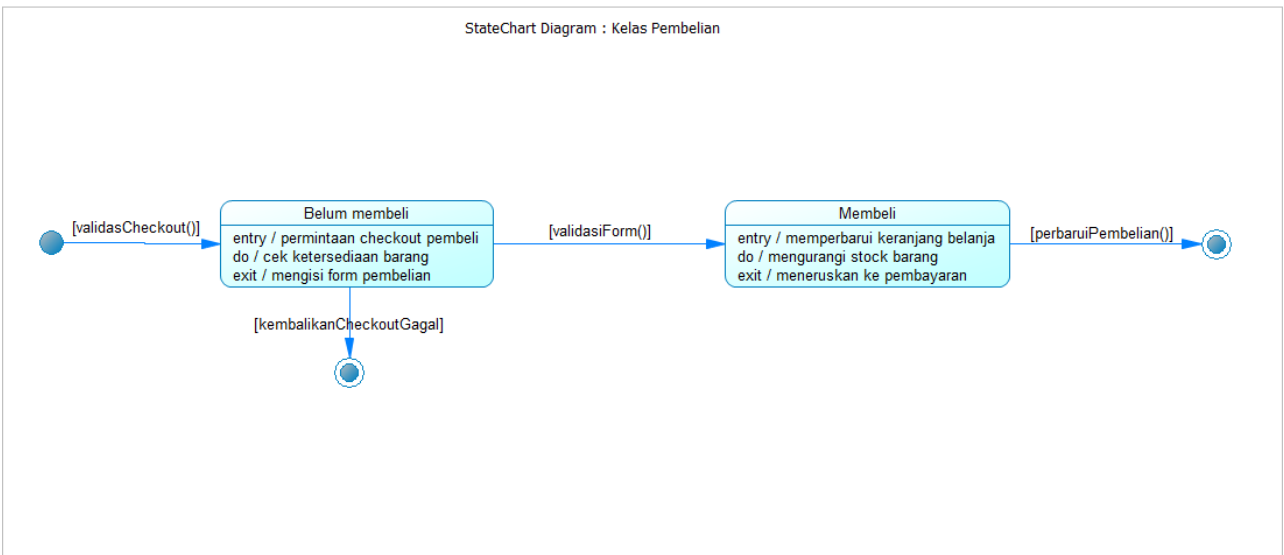 StateChart Diagram : Kelas Pembelian
[validasCheckout()]
Belum membeli
entry / permintaan checkout pembeli
do / cek ketersediaan barang
exit / mengisi form pembelian
[validasiForm()]
Membeli
entry / memperbarui keranjang belanja
do / mengurangi stock barang
exit / meneruskan ke pembayaran
[perbaruiPembelian()]
[kembalikanCheckoutGagal]